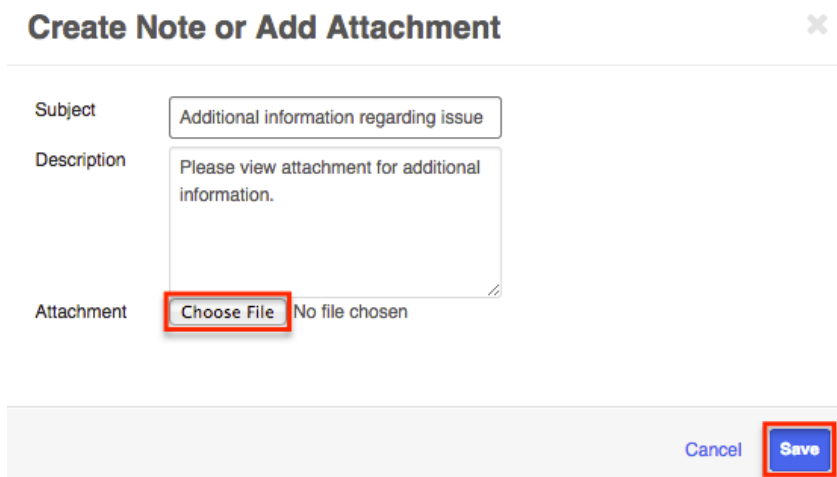 Create Note or Add Attachment
Subject
Additional information regarding issue
Description
Please view attachment for additional
information.
Attachment
Choose File No file chosen
Cancel
Save